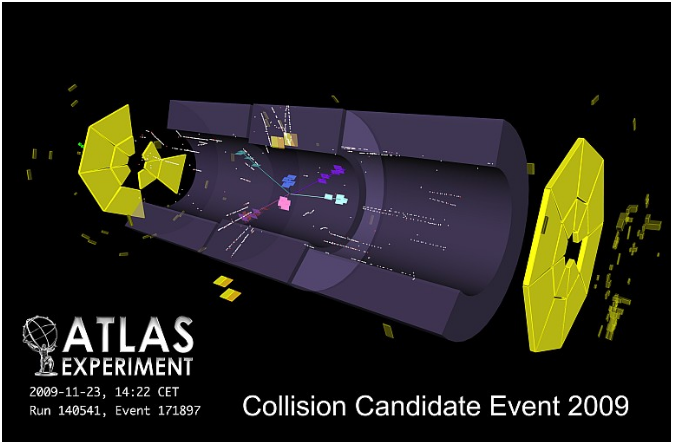 ATLAS
EXPERIMENT
2009-11-23, 14:22 CET
Run 140541, Event 171897
Collision Candidate Event 2009